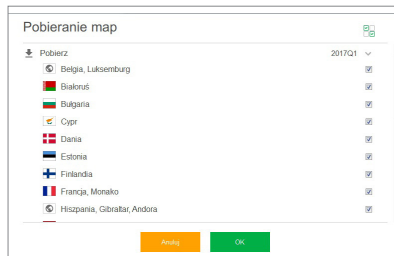 Pobieranie map
Pobierz 2017Q1
Belgia, Luksemburg
Białoruś
Bułgaria
Cypr
Dania
Estonia
Finlandia
Francja, Monako
Hiszpania, Gibraltar, Andora
Anuluj OK